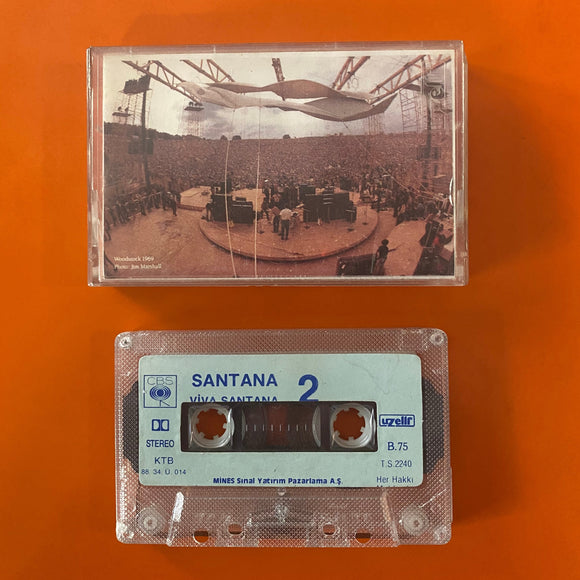 Woodstock 1969
Photo: Jim Marshall
CBS
SANTANA
VİVA SANTANA
2
STEREO
KTB
88. 34. Ü. 014
uzelli
B.75
T.S.2240
MİNES Sınai Yatırım Pazarlama A.Ş.
Her Hakkı